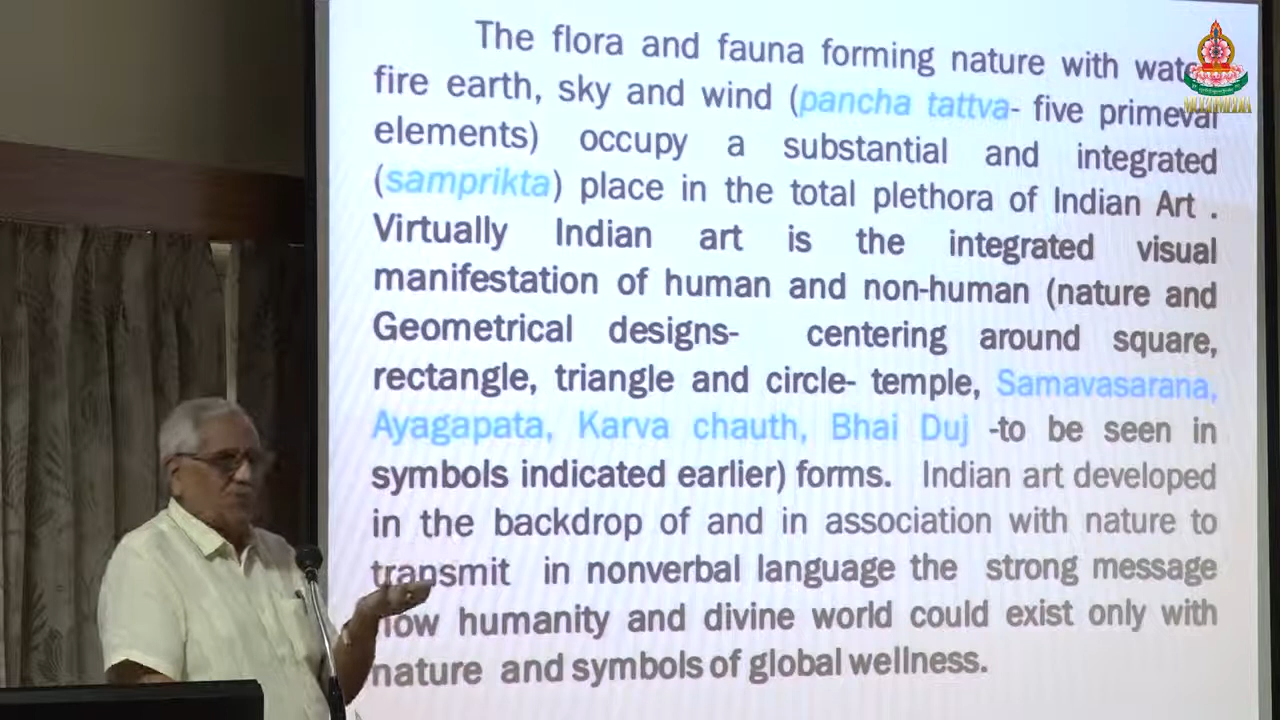 The flora and fauna forming nature with water
fire earth, sky and wind (pancha tattva- five primeval
elements) occupy a substantial and integrated
(samprikta) place in the total plethora of Indian Art .
Virtually Indian art is the integrated visual
manifestation of human and non-human (nature and
Geometrical designs- centering around square,
rectangle, triangle and circle- temple, Samavasarana,
Ayagapata, Karva chauth, Bhai Duj -to be seen in
symbols indicated earlier) forms. Indian art developed
in the backdrop of and in association with nature to
transmit in nonverbal language the strong message
how humanity and divine world could exist only with
nature and symbols of global wellness.